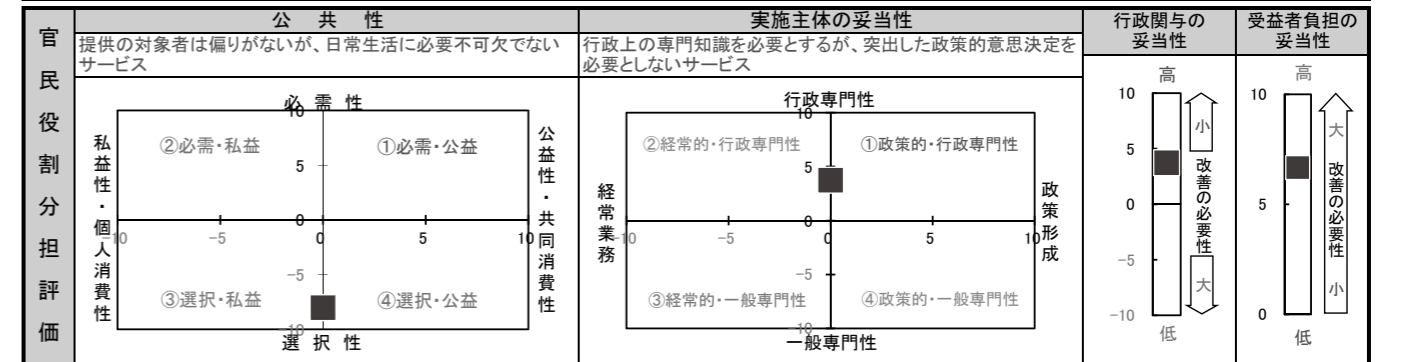 官民役割分担評価
公共性
提供の対象者は偏りがないが、日常生活に必要不可欠でない
サービス
必需性
10
私益性・個人消費性
②必需・私益
①必需・公益
公益性・共同消費性
5
0
-10
-5
0
5
10
-5
③選択・私益
④選択・公益
-10
選択性
実施主体の妥当性
行政上の専門知識を必要とするが、突出した政策的意思決定を
必要としないサービス
行政専門性
10
②経常的・行政専門性
①政策的・行政専門性
5
経常業務
政策形成
0
-10
-5
0
5
10
-5
③経常的・一般専門性
④政策的・一般専門性
-10
一般専門性
行政関与の
妥当性
高
10
小
5
改善の必要性
0
-5
大
-10
低
受益者負担の
妥当性
高
10
大
改善の必要性
5
小
0
低